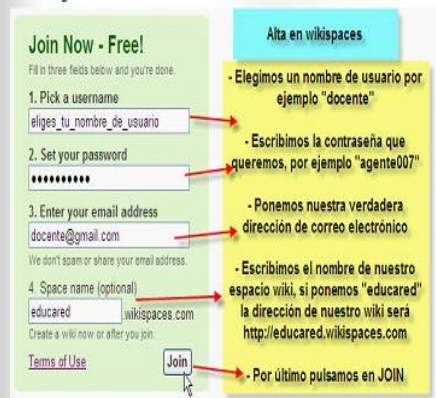 Join Now - Free!
Fill in three fields below and you're done.
1. Pick a username
eliges_tu_nombre_de_usuario
2. Set your password
••••••••••
3. Enter your email address
docente@gmail.com
We don't spam or share your email address.
4. Space name (optional)
educared .wikispaces.com
Create a wiki now or after you join.
Terms of Use
Join
Alta en wikispaces
- Elegimos un nombre de usuario por
ejemplo "docente"
- Escribimos la contraseña que
queremos, por ejemplo "agente007"
- Ponemos nuestra verdadera
dirección de correo electrónico
- Escribimos el nombre de nuestro
espacio wiki, si ponemos "educared"
la dirección de nuestro wiki será
http://educared.wikispaces.com
- Por último pulsamos en JOIN